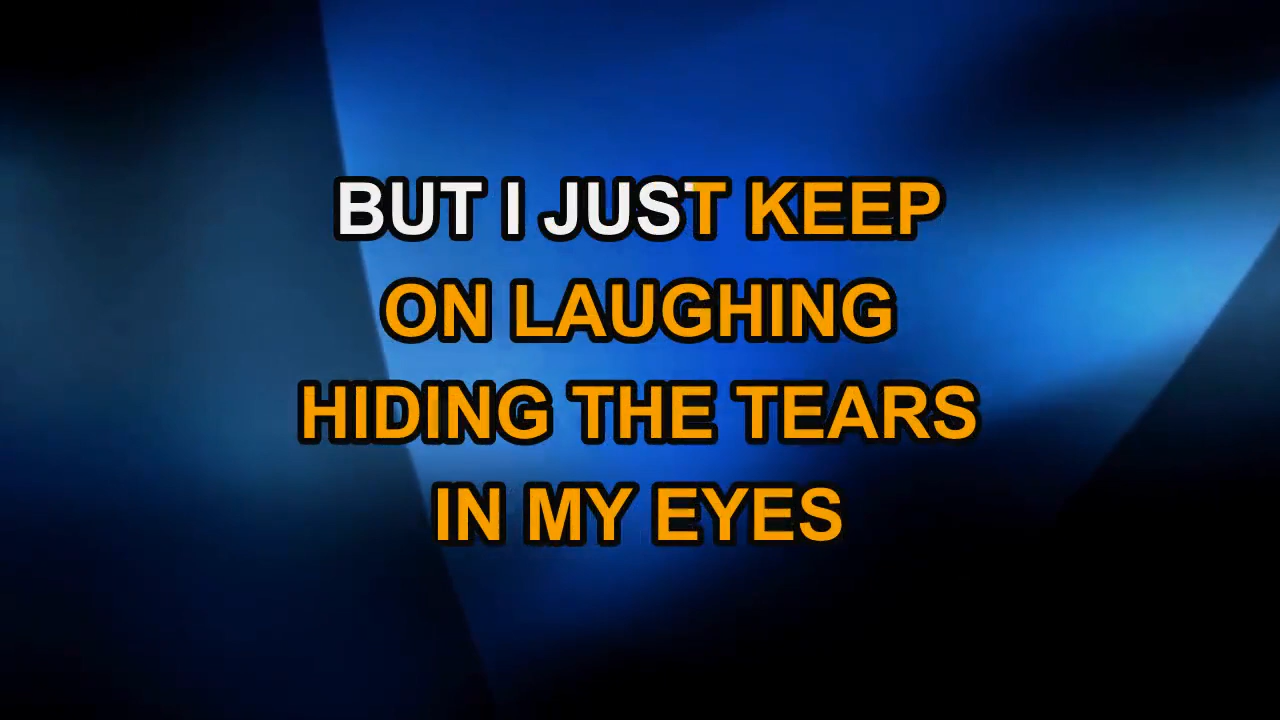 BUT I JUST KEEP
ON LAUGHING
HIDING THE TEARS
IN MY EYES